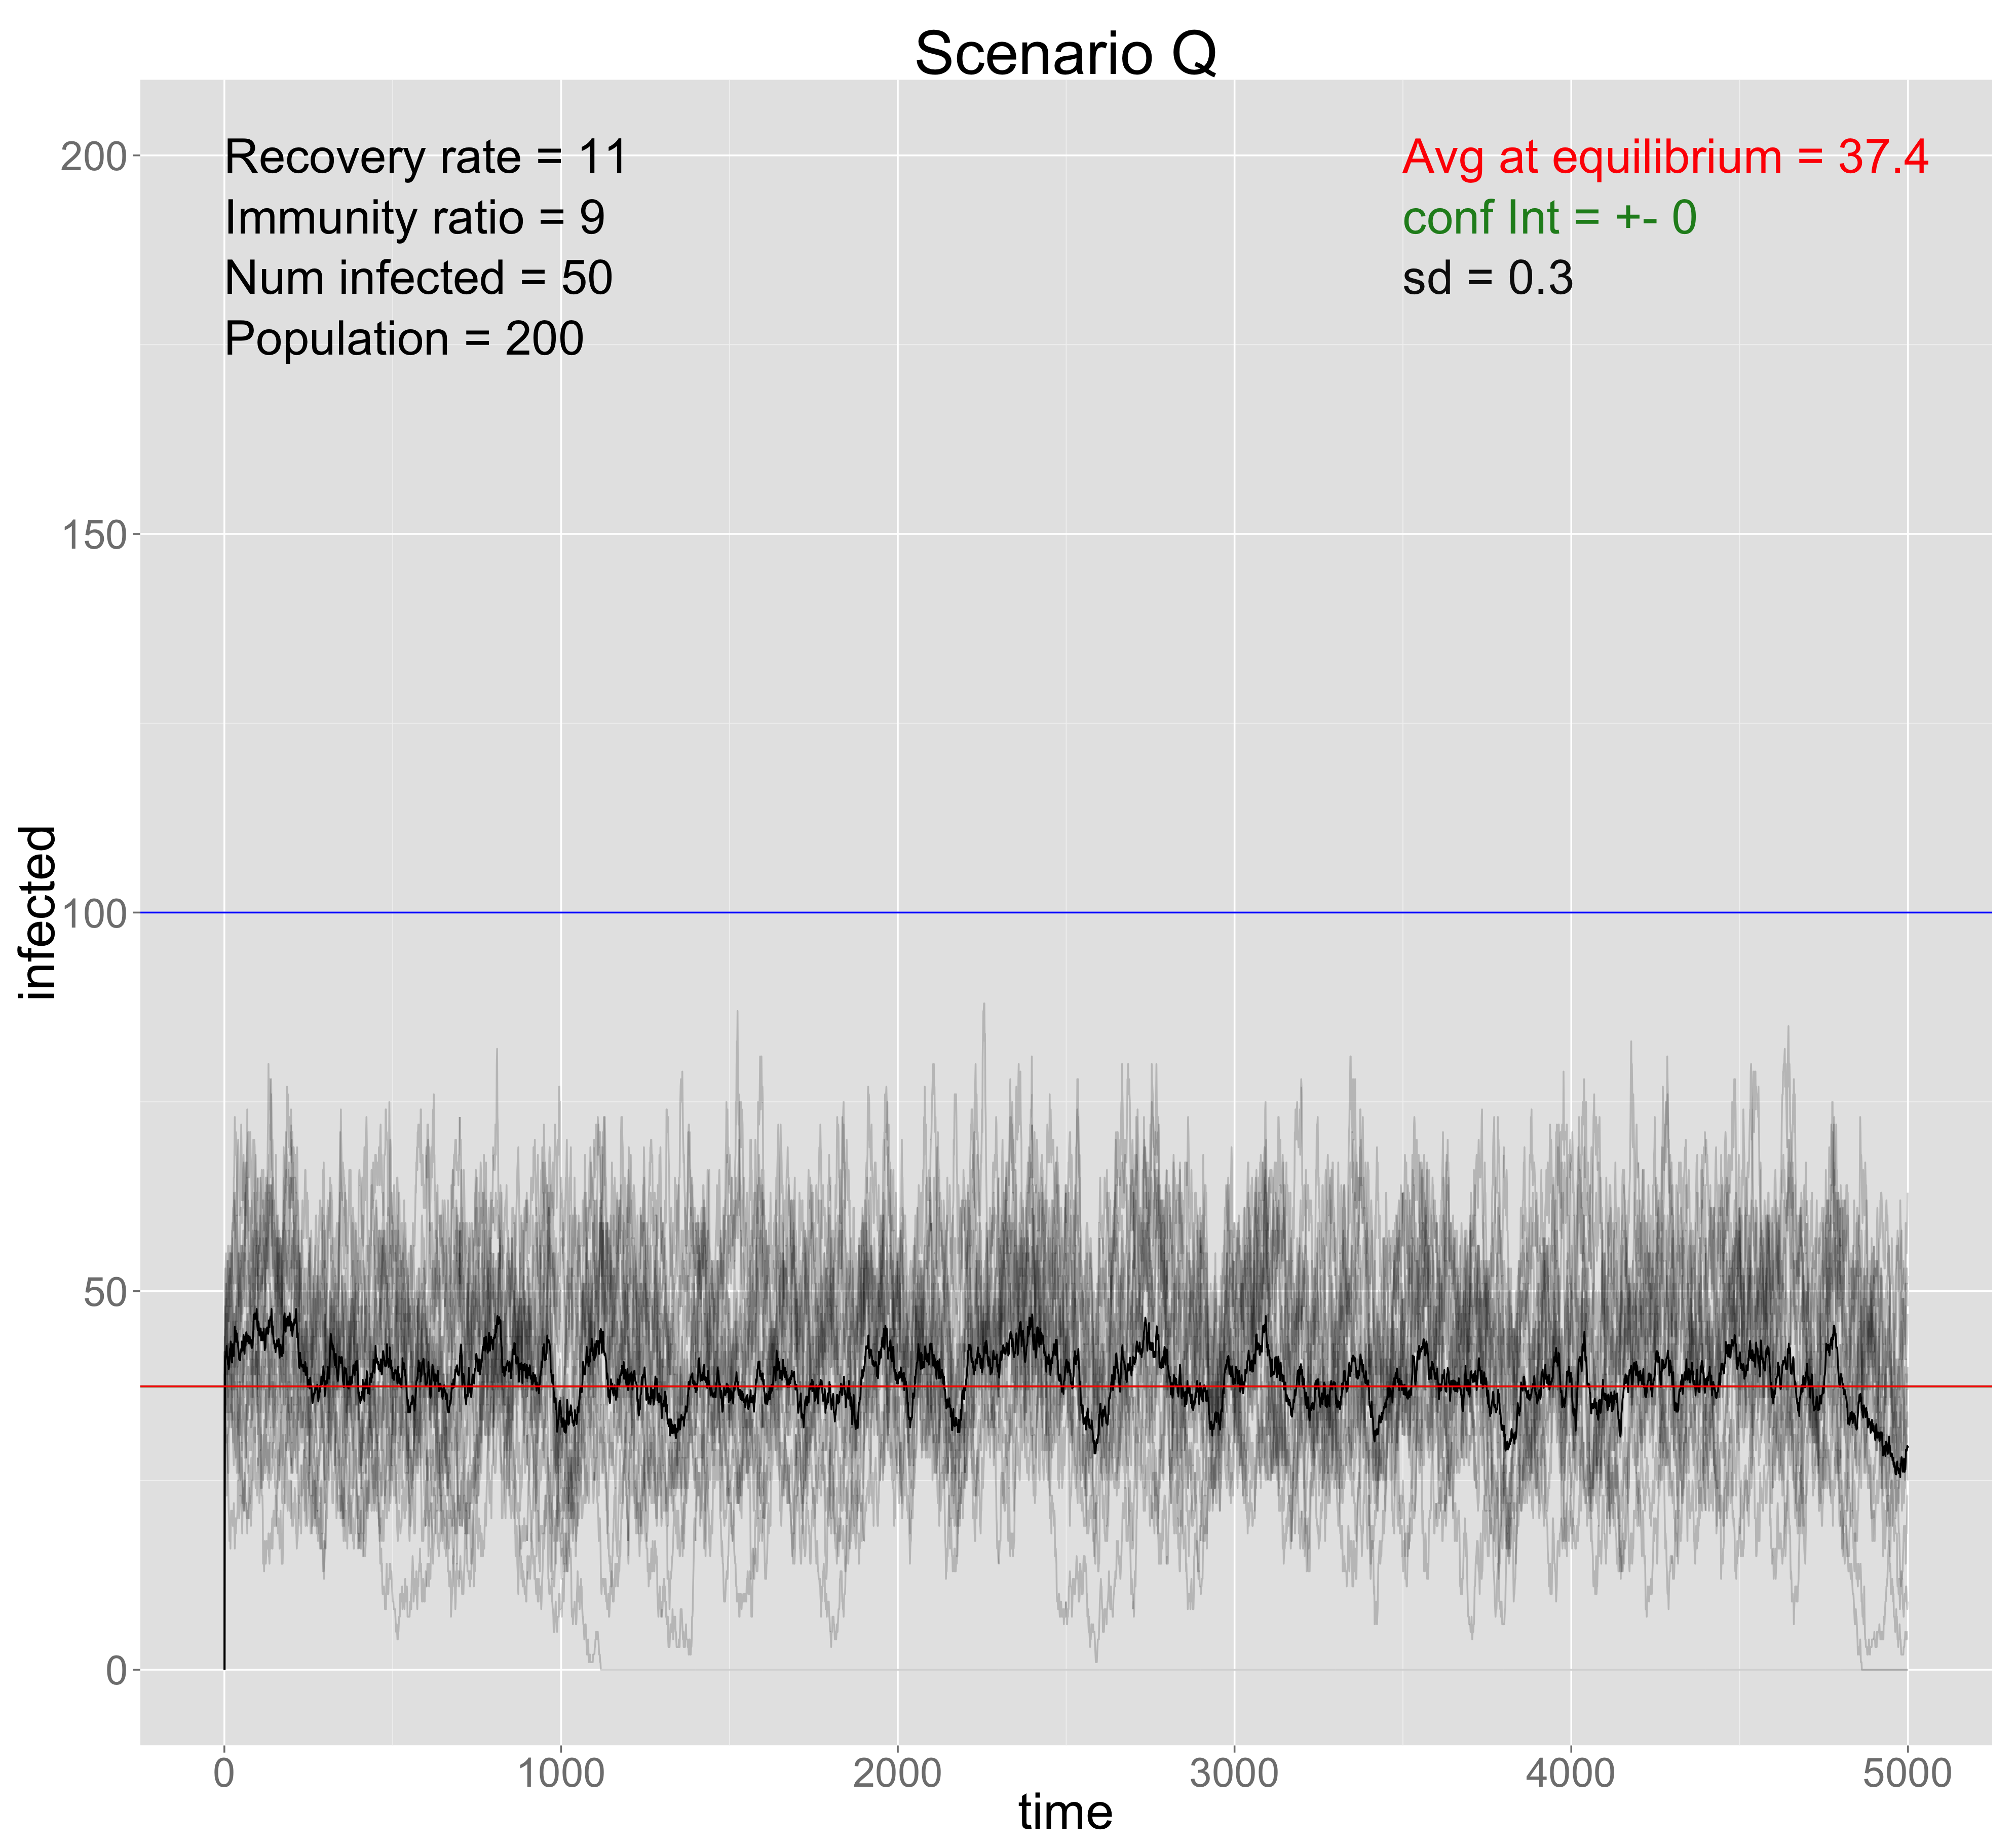 Scenario Q
Recovery rate = 11
Immunity ratio = 9
Num infected = 50
Population = 200
Avg at equilibrium = 37.4
conf Int = +- 0
sd = 0.3
200
150
100
50
0
infected
0 1000 2000 3000 4000 5000
time